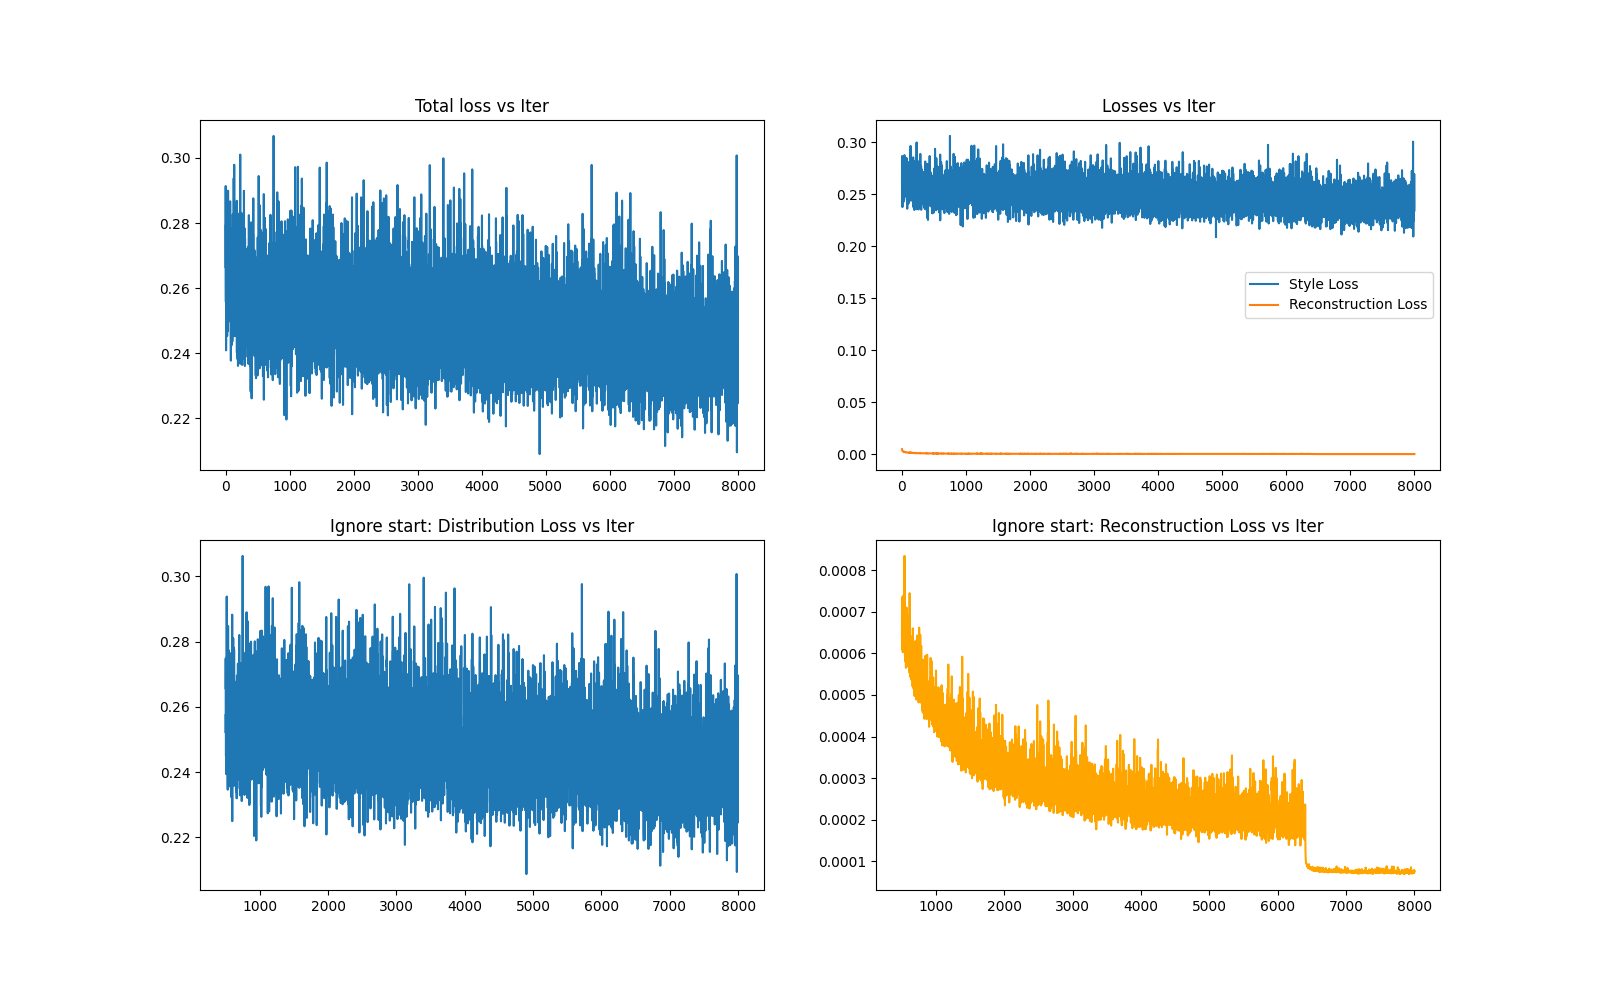 Total loss vs Iter
0.30
0.28
0.26
0.24
0.22
0 1000 2000 3000 4000 5000 6000 7000 8000
Losses vs Iter
0.30
0.25
0.20
0.15
0.10
0.05
0.00
Style Loss
Reconstruction Loss
0 1000 2000 3000 4000 5000 6000 7000 8000
Ignore start: Distribution Loss vs Iter
0.30
0.28
0.26
0.24
0.22
1000 2000 3000 4000 5000 6000 7000 8000
Ignore start: Reconstruction Loss vs Iter
0.0008
0.0007
0.0006
0.0005
0.0004
0.0003
0.0002
0.0001
1000 2000 3000 4000 5000 6000 7000 8000